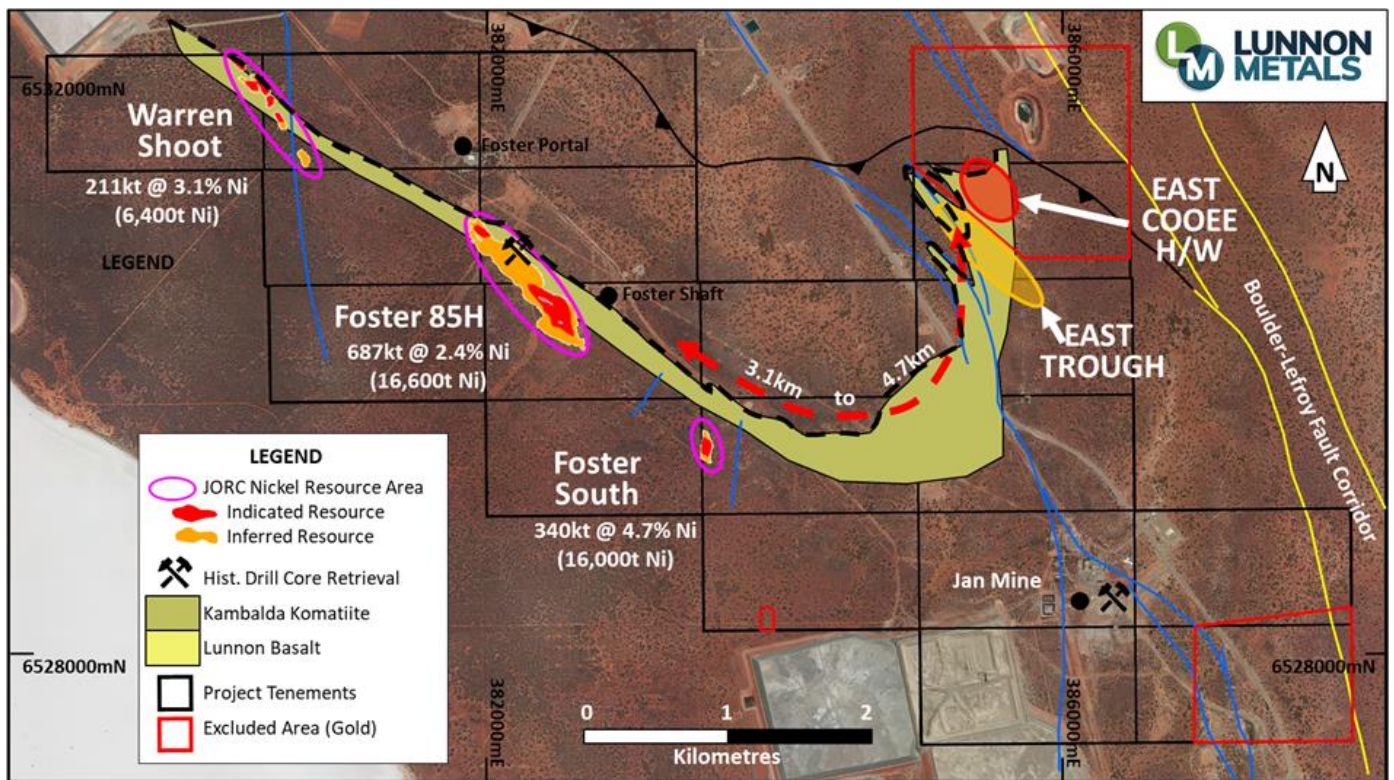 LUNNON
METALS
LM
382000mE
386000mE
6532000mN
Warren
Shoot
211kt @ 3.1% Ni
(6,400t Ni)
Foster Portal
N
EAST
COOEE
H/W
LEGEND
Foster 85H
687kt @ 2.4% Ni
(16,600t Ni)
Foster Shaft
EAST
TROUGH
Boulder-Lefroy Fault Corridor
3.1km to 4.7km
Foster
South
340kt @ 4.7% Ni
(16,000t Ni)
Jan Mine
LEGEND
JORC Nickel Resource Area
Indicated Resource
Inferred Resource
Hist. Drill Core Retrieval
Kambalda Komatiite
Lunnon Basalt
Project Tenements
Excluded Area (Gold)
6528000mN
6528000mN
382000mE
386000mE
0 1 2
Kilometres